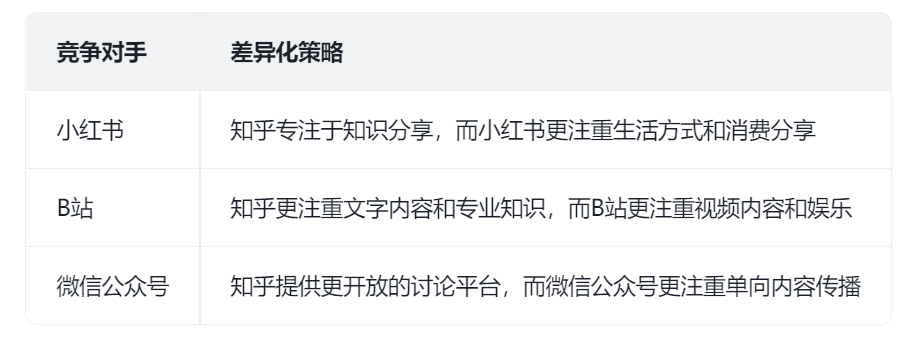 竞争对手 差异化策略
小红书 知乎专注于知识分享，而小红书更注重生活方式和消费分享
B站 知乎更注重文字内容和专业知识，而B站更注重视频内容和娱乐
微信公众号 知乎提供更开放的讨论平台，而微信公众号更注重单向内容传播